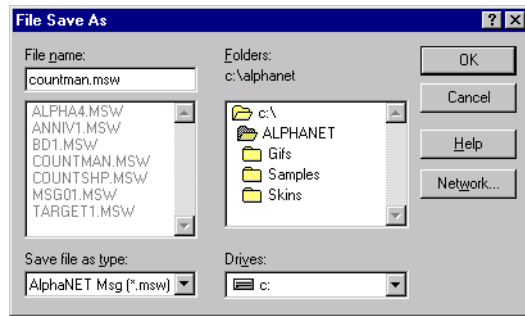 File Save As
File name:
countman.msw
ALPHA4.MSW
ANNIV1.MSW
BD1.MSW
COUNTMAN.MSW
COUNTSHP.MSW
MSG01.MSW
TARGET1.MSW
Save file as type:
AlphaNET Msg (*.msw)
Folders:
c:\alphanet
c:\
ALPHANET
Gifs
Samples
Skins
Drives:
c:
OK
Cancel
Help
Network...